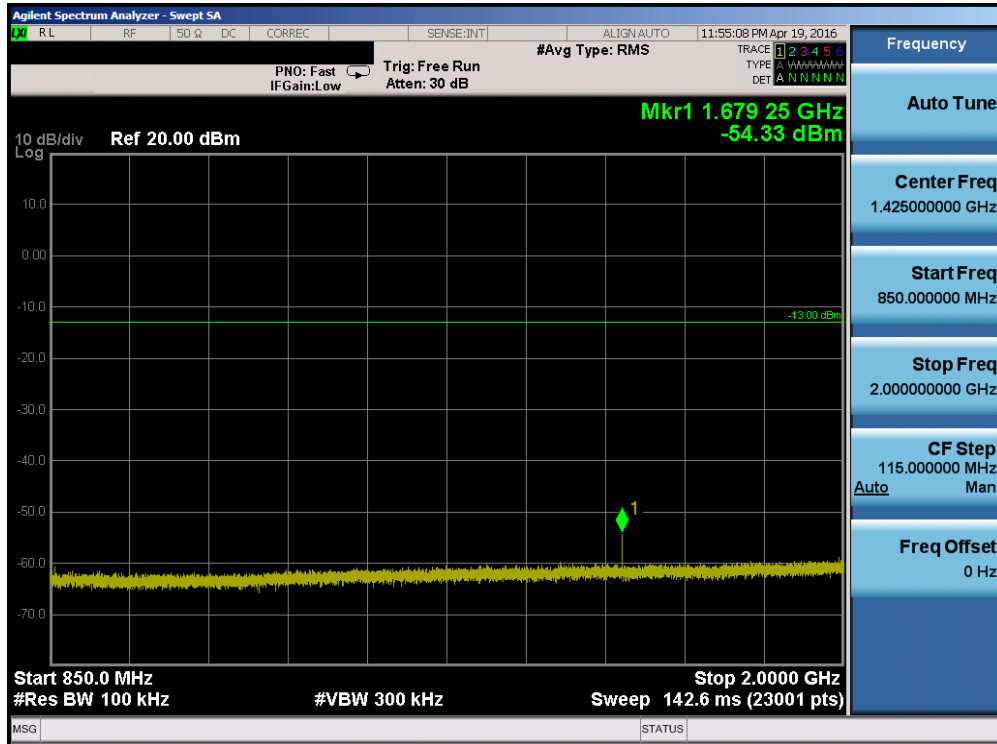 Agilent Spectrum Analyzer - Swept SA
LXI RL RF 50 Ω DC CORREC SENSE:INT ALIGN AUTO 11:55:08 PM Apr 19, 2016
PNO: Fast
IFGain:Low
Trig: Free Run
Atten: 30 dB
#Avg Type: RMS
TRACE 1 2 3 4 5 6
TYPE A WWWWW
DET A N N N N N
Mkr1 1.679 25 GHz
-54.33 dBm
10 dB/div Ref 20.00 dBm
Log
10.0
0.00
-10.0
-13.00 dBm
-20.0
-30.0
-40.0
-50.0
1
-60.0
-70.0
Start 850.0 MHz Stop 2.0000 GHz
#Res BW 100 kHz #VBW 300 kHz Sweep 142.6 ms (23001 pts)
MSG STATUS
Frequency
Auto Tune
Center Freq
1.425000000 GHz
Start Freq
850.000000 MHz
Stop Freq
2.000000000 GHz
CF Step
115.000000 MHz
Auto Man
Freq Offset
0 Hz